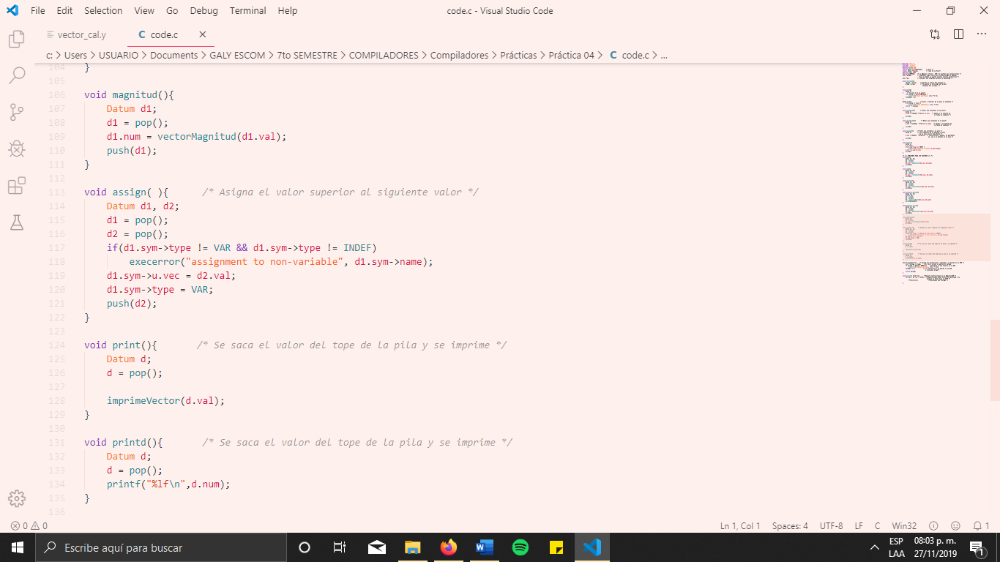 File Edit Selection View Go Debug Terminal Help code.c - Visual Studio Code
vector_cal.y C code.c
c: > Users > USUARIO > Documents > GALY ESCOM > 7to SEMESTRE > COMPILADORES > Compiladores > Prácticas > Práctica 04 > C code.c > ...
104 }
105
106 void magnitud(){
107 Datum d1;
108 d1 = pop();
109 d1.num = vectorMagnitud(d1.val);
110 push(d1);
111 }
112
113 void assign( ){ /* Asigna el valor superior al siguiente valor */
114 Datum d1, d2;
115 d1 = pop();
116 d2 = pop();
117 if(d1.sym->type != VAR && d1.sym->type != INDEF)
118 execerror("assignment to non-variable", d1.sym->name);
119 d1.sym->u.vec = d2.val;
120 d1.sym->type = VAR;
121 push(d2);
122 }
123
124 void print(){ /* Se saca el valor del tope de la pila y se imprime */
125 Datum d;
126 d = pop();
127
128 imprimeVector(d.val);
129 }
130
131 void printd(){ /* Se saca el valor del tope de la pila y se imprime */
132 Datum d;
133 d = pop();
134 printf("%lf\n",d.num);
135 }
136
0 0 Ln 1, Col 1 Spaces: 4 UTF-8 LF C Win32 1
Escribe aquí para buscar
ESP 08:03 p. m.
LAA 27/11/2019 1